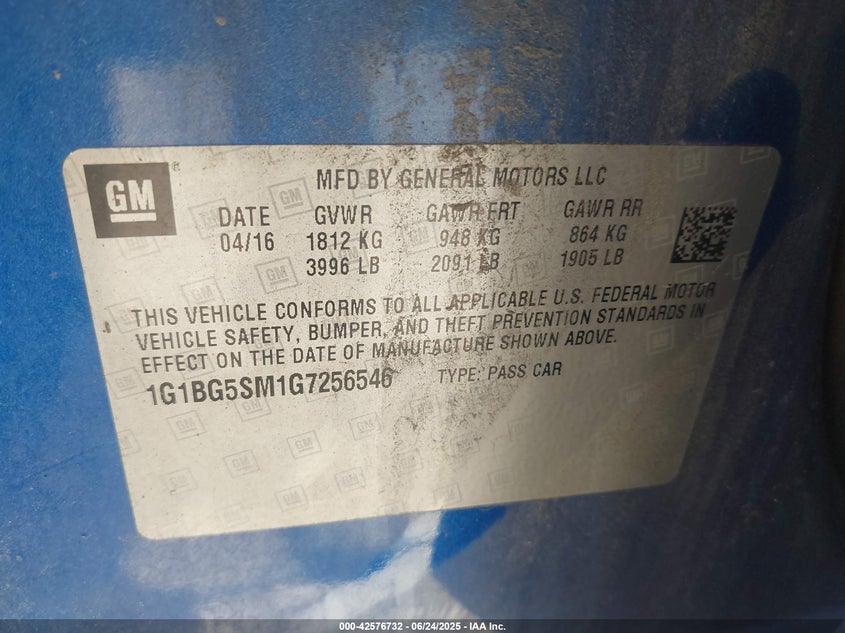 GM
MFD BY GENERAL MOTORS LLC
DATE GVWR GAWR FRT GAWR RR
04/16 1812 KG 948 KG 864 KG
3996 LB 2091 LB 1905 LB
THIS VEHICLE CONFORMS TO ALL APPLICABLE U.S. FEDERAL MOTOR
VEHICLE SAFETY, BUMPER, AND THEFT PREVENTION STANDARDS IN
EFFECT ON THE DATE OF MANUFACTURE SHOWN ABOVE.
1G1BG5SM1G7256546 TYPE: PASS CAR
000-42576732 - 06/24/2025 - IAA Inc.